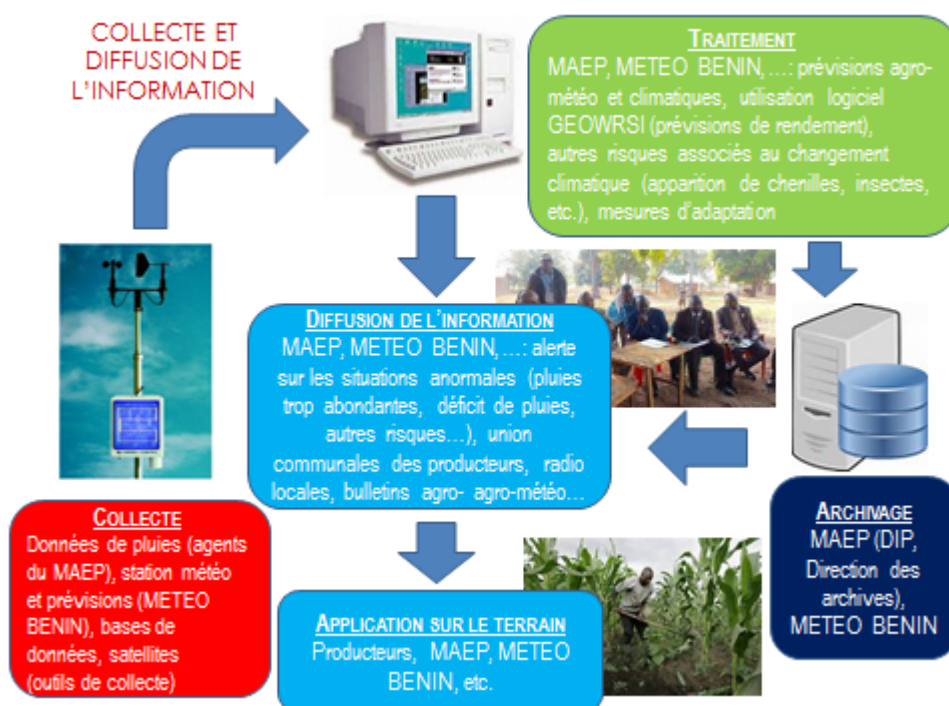 COLLECTE ET
DIFFUSION DE
L'INFORMATION
TRAITEMENT
MAEP, METEO BENIN, ...: prévisions agro-
météo et climatiques, utilisation logiciel
GEOWRSI (prévisions de rendement),
autres risques associés au changement
climatique (apparition de chenilles, insectes,
etc.), mesures d'adaptation
DIFFUSION DE L'INFORMATION
MAEP, METEO BENIN, ...: alerte
sur les situations anormales (pluies
trop abondantes, déficit de pluies,
autres risques...), union
communales des producteurs, radio
locales, bulletins agro- agro-météo...
COLLECTE
Données de pluies (agents
du MAEP), station météo
et prévisions (METEO
BENIN), bases de
données, satellites
(outils de collecte)
ARCHIVAGE
MAEP (DIP,
Direction des
archives),
METEO BENIN
APPLICATION SUR LE TERRAIN
Producteurs, MAEP, METEO
BENIN, etc.